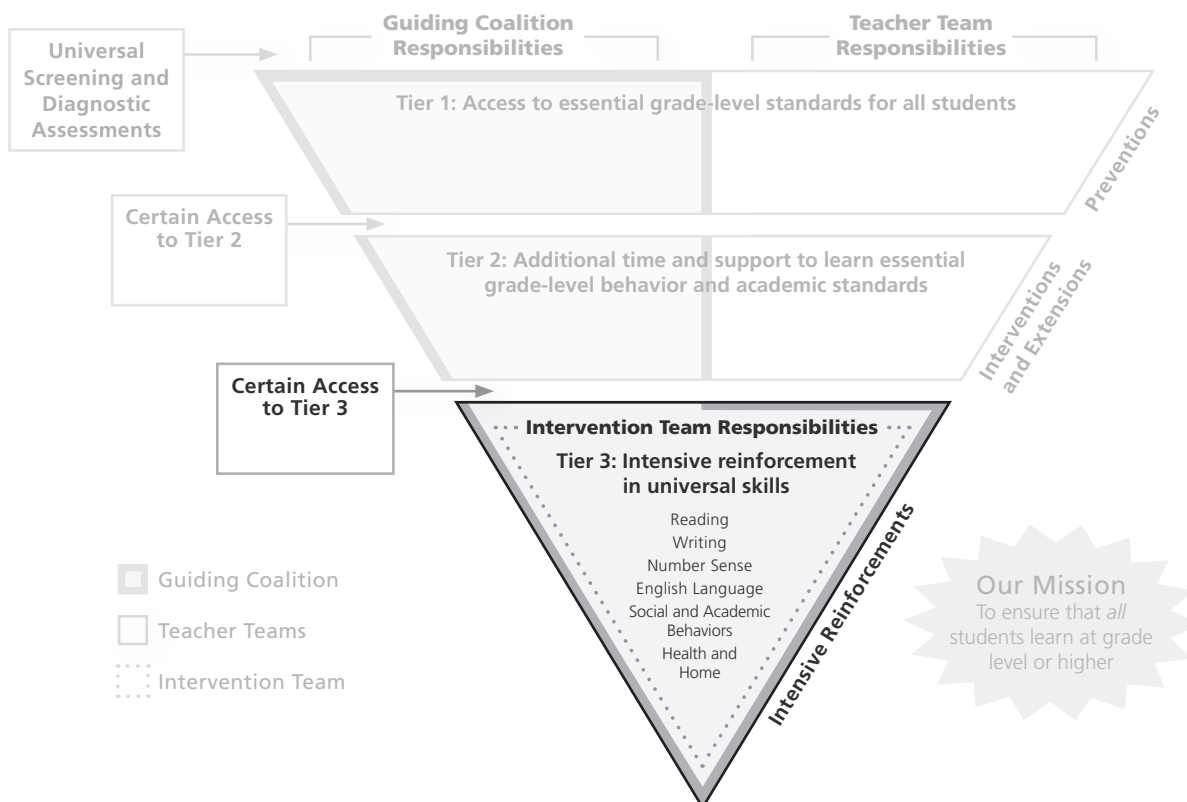 Guiding Coalition
Responsibilities
Teacher Team
Responsibilities
Universal
Screening and
Diagnostic
Assessments
Tier 1: Access to essential grade-level standards for all students
Preventions
Certain Access
to Tier 2
Tier 2: Additional time and support to learn essential
grade-level behavior and academic standards
Interventions
and Extensions
Certain Access
to Tier 3
Intervention Team Responsibilities
Tier 3: Intensive reinforcement
in universal skills
Reading
Writing
Number Sense
English Language
Social and Academic
Behaviors
Health and
Home
Intensive Reinforcements
Guiding Coalition
Teacher Teams
Intervention Team
Our Mission
To ensure that all
students learn at grade
level or higher